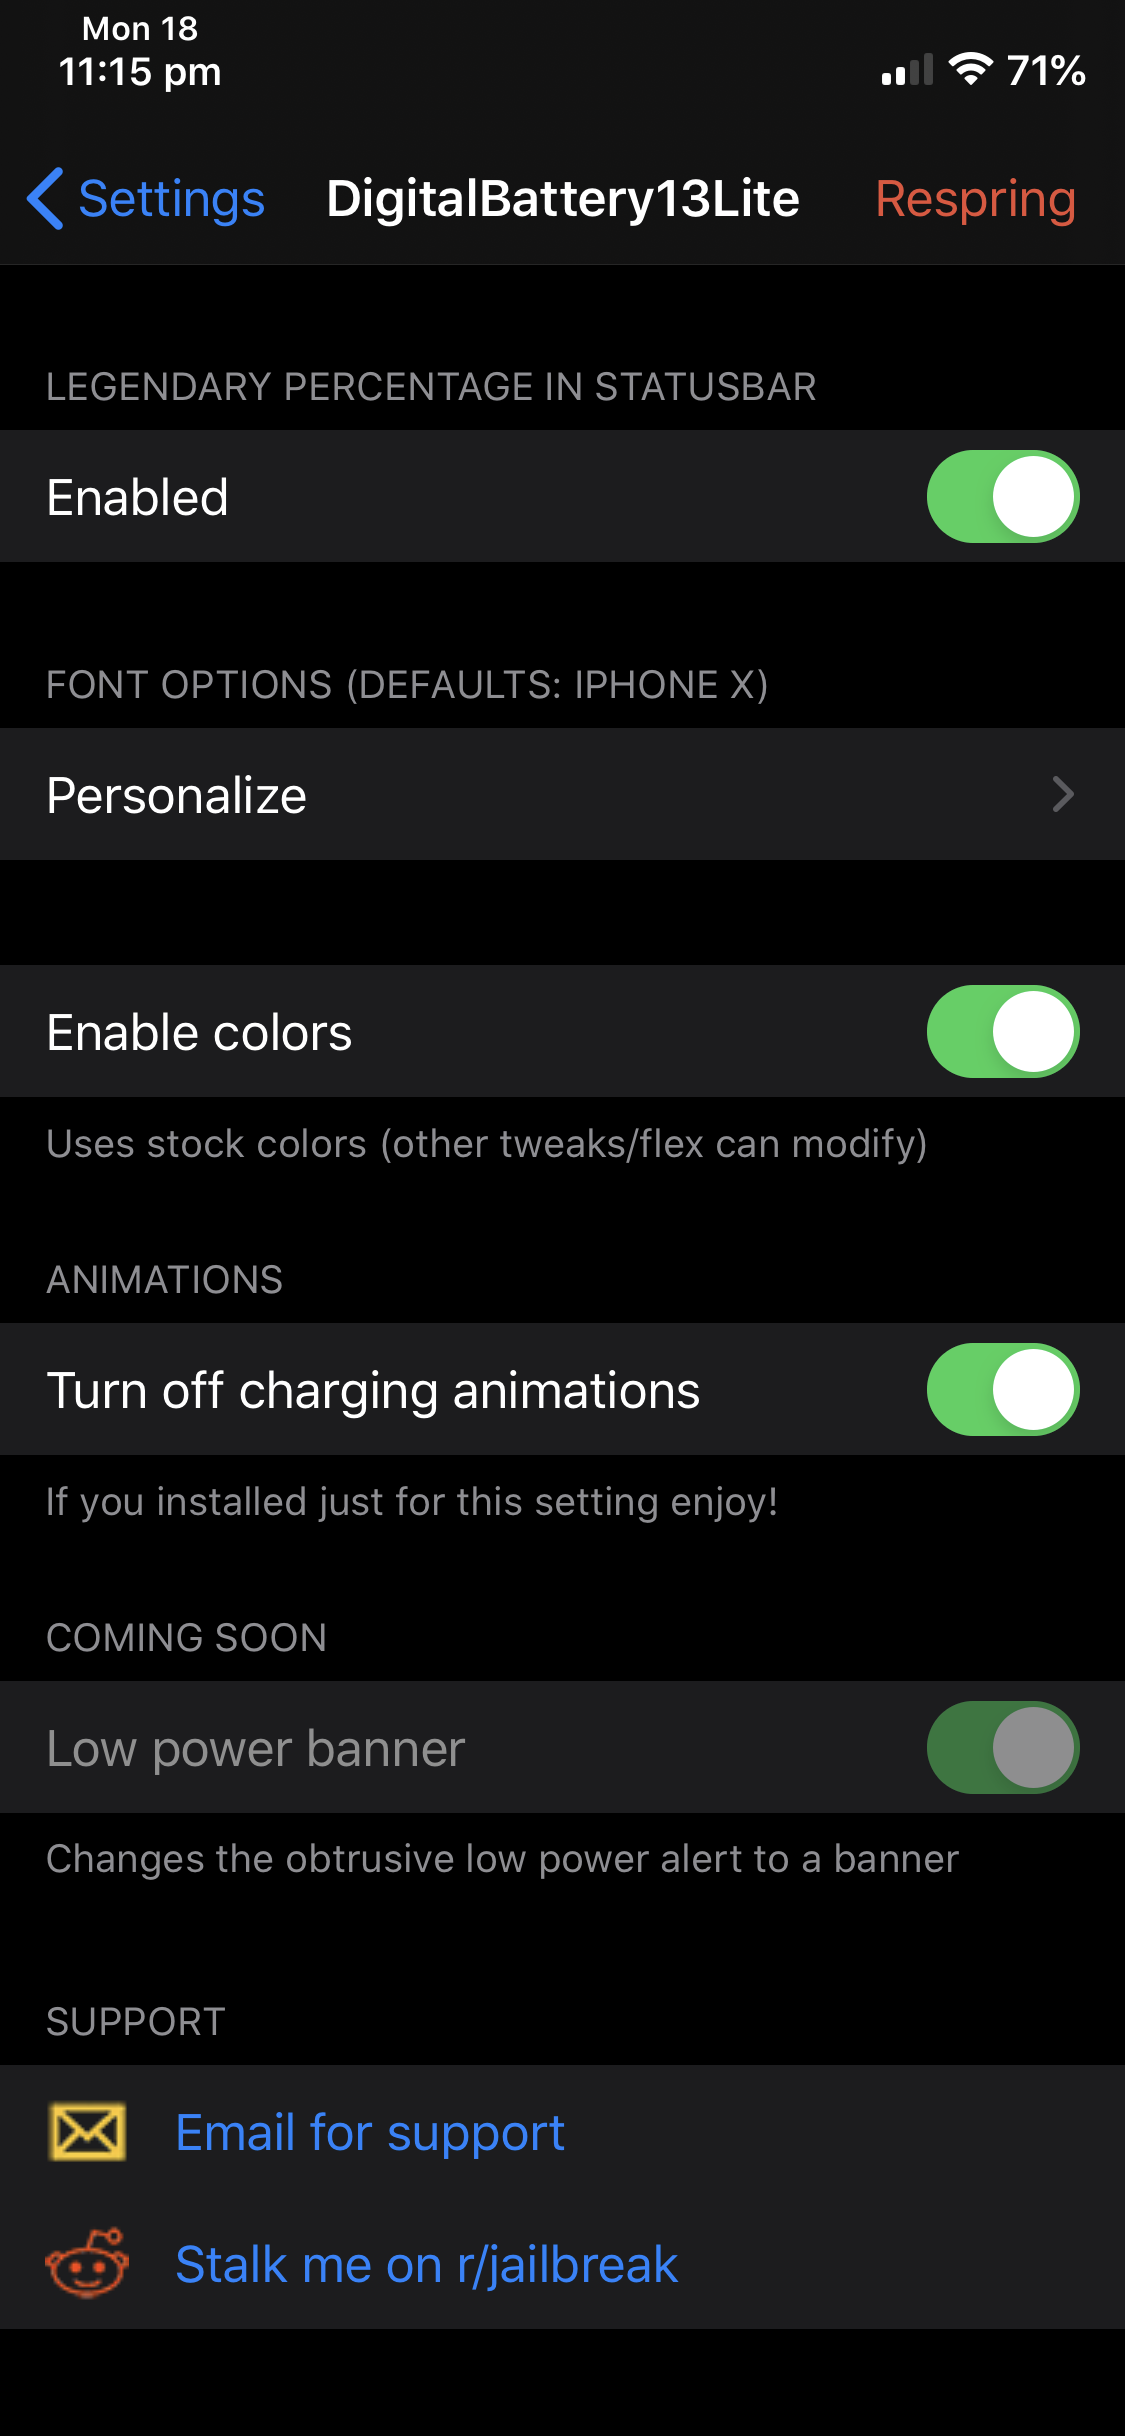 Mon 18
11:15 pm
71%
Settings
DigitalBattery13Lite
Respring
LEGENDARY PERCENTAGE IN STATUSBAR
Enabled
FONT OPTIONS (DEFAULTS: IPHONE X)
Personalize
Enable colors
Uses stock colors (other tweaks/flex can modify)
ANIMATIONS
Turn off charging animations
If you installed just for this setting enjoy!
COMING SOON
Low power banner
Changes the obtrusive low power alert to a banner
SUPPORT
Email for support
Stalk me on r/jailbreak